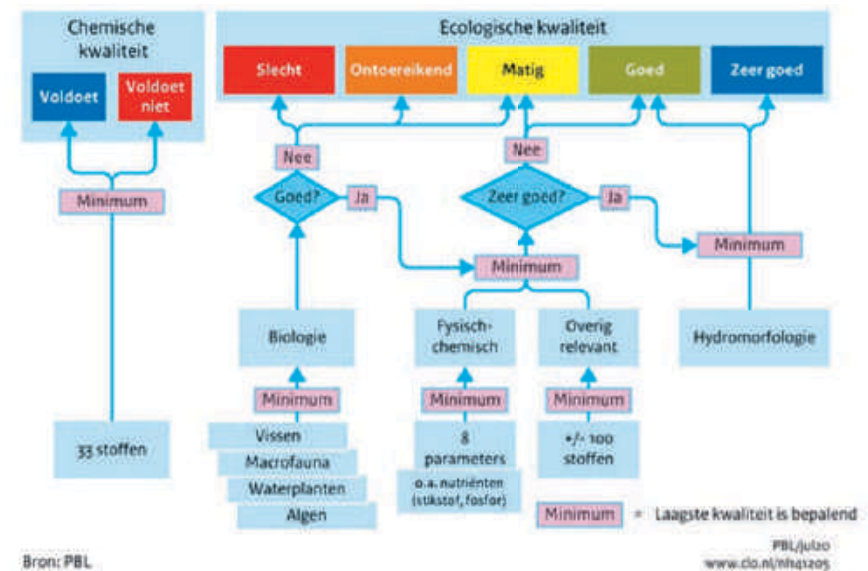 Chemische
kwaliteit
Voldoet
Voldoet
niet
Minimum
33 stoffen
Ecologische kwaliteit
Slecht
Ontoereikend
Matig
Goed
Zeer goed
Nee
Goed?
Ja
Nee
Zeer goed?
Ja
Minimum
Minimum
Biologie
Fysisch-
chemisch
Overig
relevant
Hydromorfologie
Minimum
Minimum
Minimum
Vissen
Macrofauna
Waterplanten
Algen
8
parameters
o.a. nutriënten
(stikstof, fosfor)
+/- 100
stoffen
Minimum = Laagste kwaliteit is bepalend
Bron: PBL
PBL/jul20
www.clo.nl/nl141205